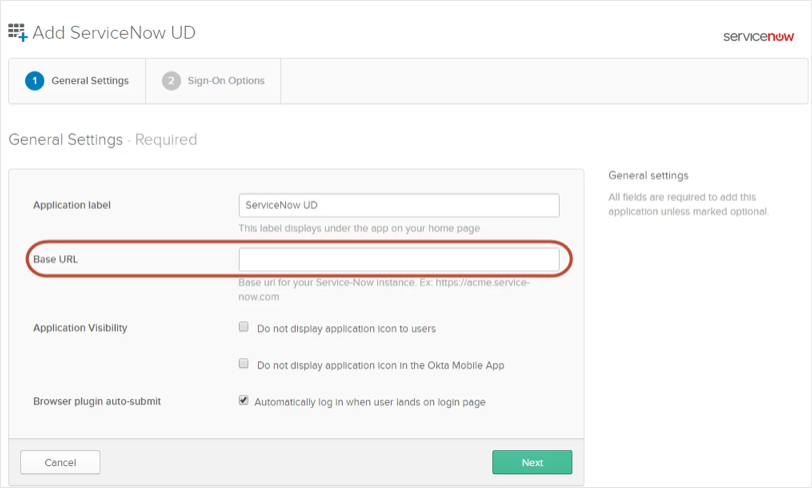 Add ServiceNow UD
servicenow
1 General Settings
2 Sign-On Options
General Settings · Required
Application label
ServiceNow UD
This label displays under the app on your home page
Base URL
Base url for your Service-Now instance. Ex: https://acme.service-
now.com
Application Visibility
Do not display application icon to users
Do not display application icon in the Okta Mobile App
Browser plugin auto-submit
Automatically log in when user lands on login page
Cancel
Next
General settings
All fields are required to add this
application unless marked optional.